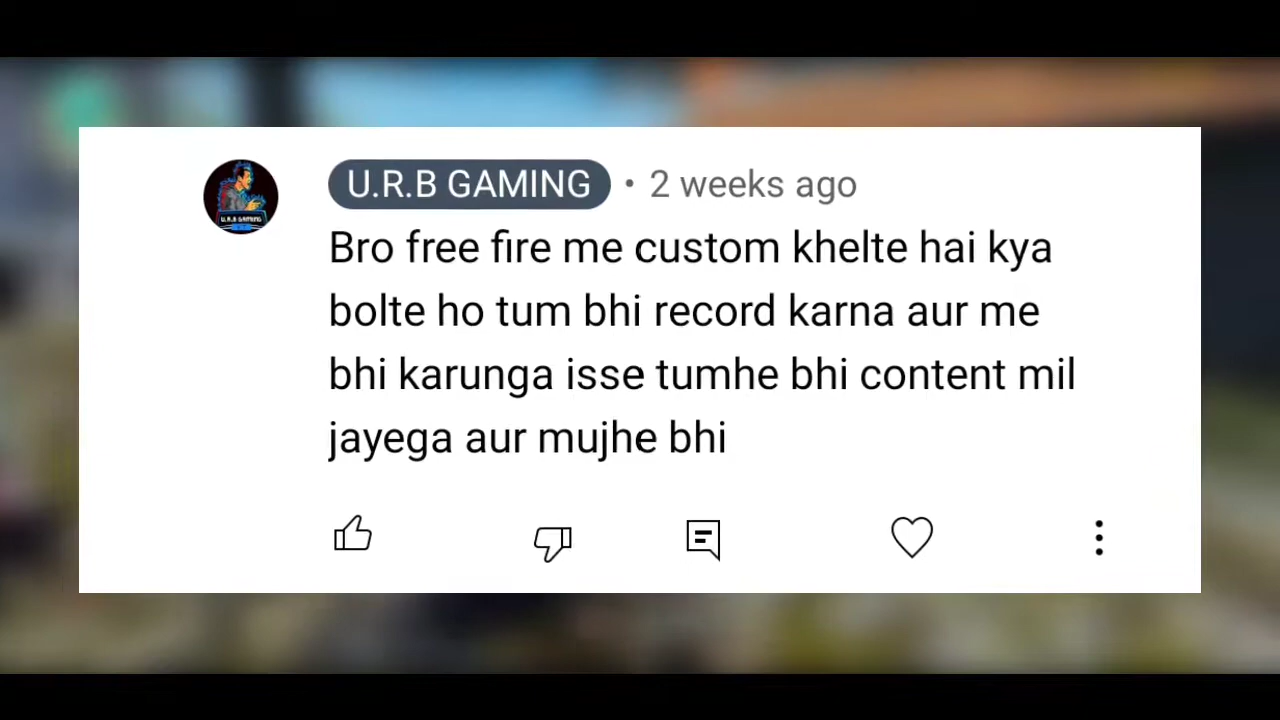 U.R.B GAMING • 2 weeks ago
Bro free fire me custom khelte hai kya
bolte ho tum bhi record karna aur me
bhi karunga isse tumhe bhi content mil
jayega aur mujhe bhi
U.R.B GAMING